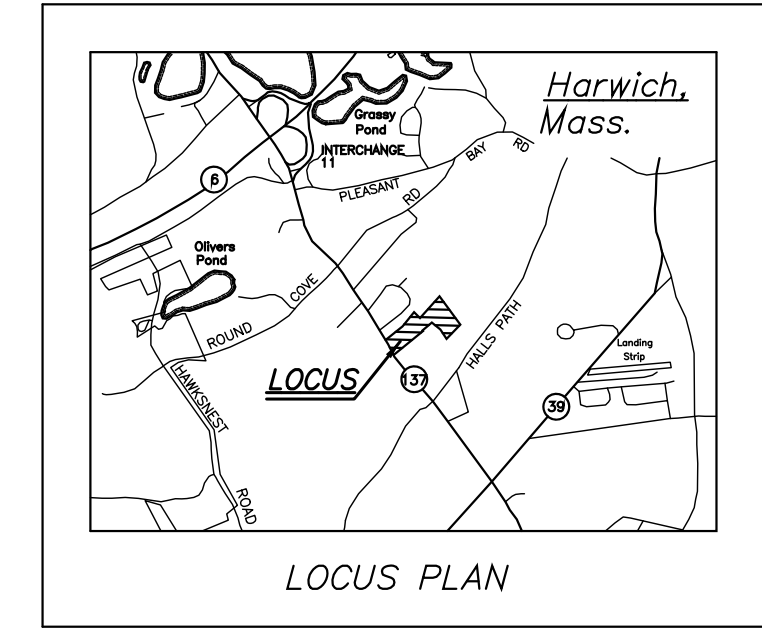 Harwich,
Mass.
Grassy
Pond
INTERCHANGE
11
PLEASANT BAY RD
6
Olivers
Pond
ROUND COVE RD
HALLS PATH
Landing
Strip
LOCUS
137
39
HAWKSNEST ROAD
LOCUS PLAN